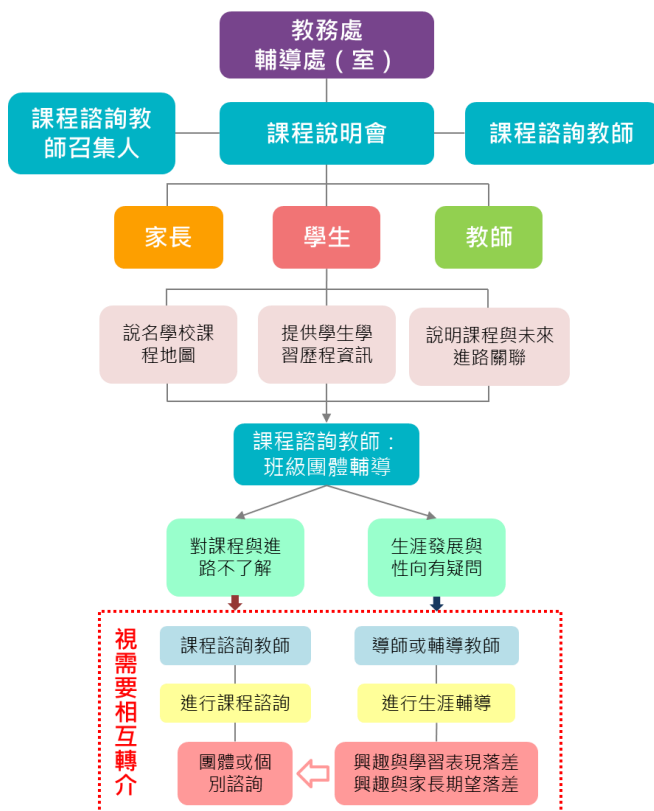 教務處
輔導處（室）
課程諮詢教
師召集人
課程說明會
課程諮詢教師
家長
學生
教師
說名學校課
程地圖
提供學生學
習歷程資訊
說明課程與未來
進路關聯
課程諮詢教師：
班級團體輔導
對課程與進
路不了解
生涯發展與
性向有疑問
視需要相互轉介
課程諮詢教師
導師或輔導教師
進行課程諮詢
進行生涯輔導
團體或個
別諮詢
興趣與學習表現落差
興趣與家長期望落差